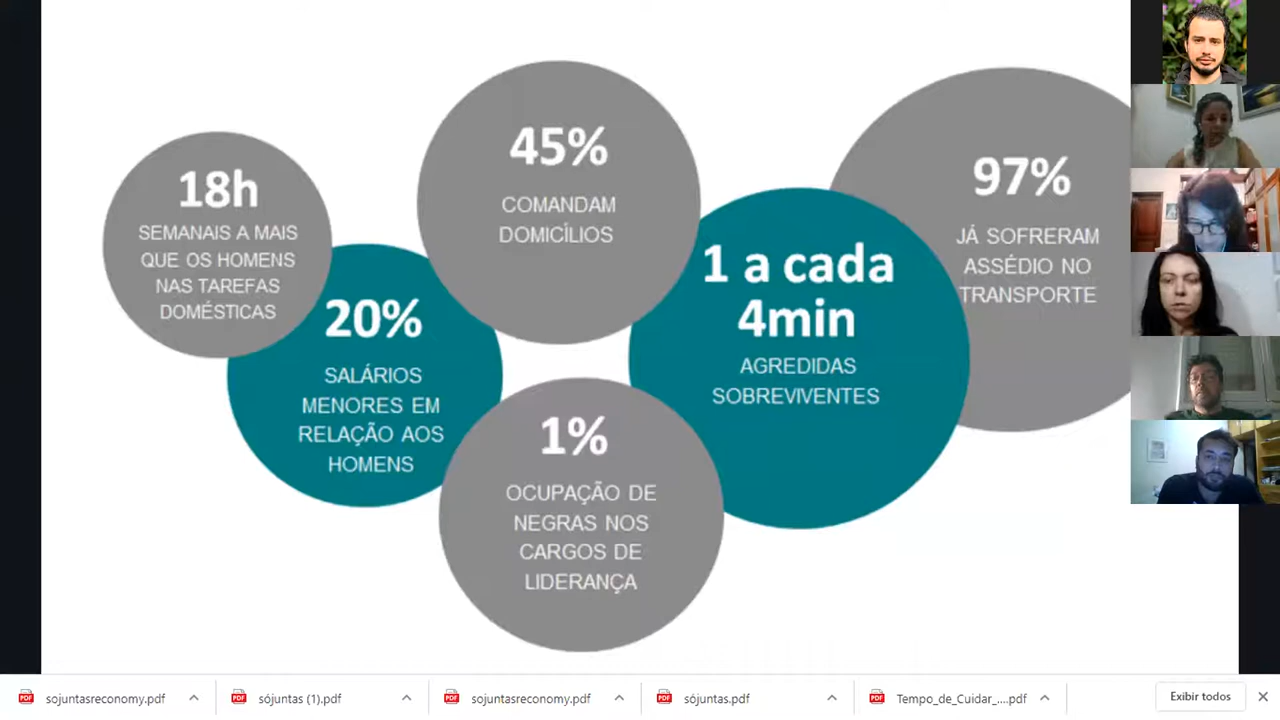 18h
SEMANAIS A MAIS
QUE OS HOMENS
NAS TAREFAS
DOMÉSTICAS
20%
SALÁRIOS
MENORES EM
RELAÇÃO AOS
HOMENS
45%
COMANDAM
DOMICÍLIOS
1%
OCUPAÇÃO DE
NEGRAS NOS
CARGOS DE
LIDERANÇA
1 a cada
4min
AGREDIDAS
SOBREVIVENTES
97%
JÁ SOFRERAM
ASSÉDIO NO
TRANSPORTE
sojuntasreconomy.pdf
sójuntas (1).pdf
sojuntasreconomy.pdf
sójuntas.pdf
Tempo_de_Cuidar_....pdf
Exibir todos